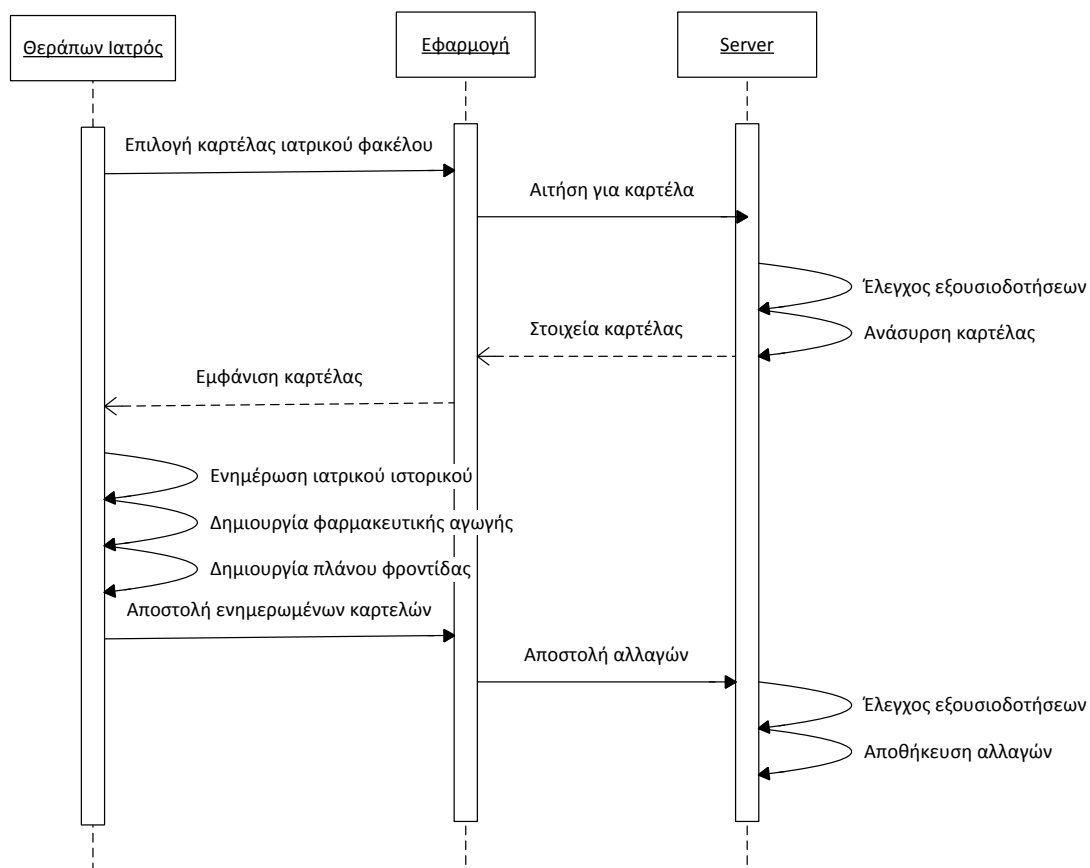 Θεράπων Ιατρός
Εφαρμογή
Server
Επιλογή καρτέλας ιατρικού φακέλου
Αιτήση για καρτέλα
Έλεγχος εξουσιοδοτήσεων
Στοιχεία καρτέλας
Ανάσυρση καρτέλας
Εμφάνιση καρτέλας
Ενημέρωση ιατρικού ιστορικού
Δημιουργία φαρμακευτικής αγωγής
Δημιουργία πλάνου φροντίδας
Αποστολή ενημερωμένων καρτελών
Αποστολή αλλαγών
Έλεγχος εξουσιοδοτήσεων
Αποθήκευση αλλαγών